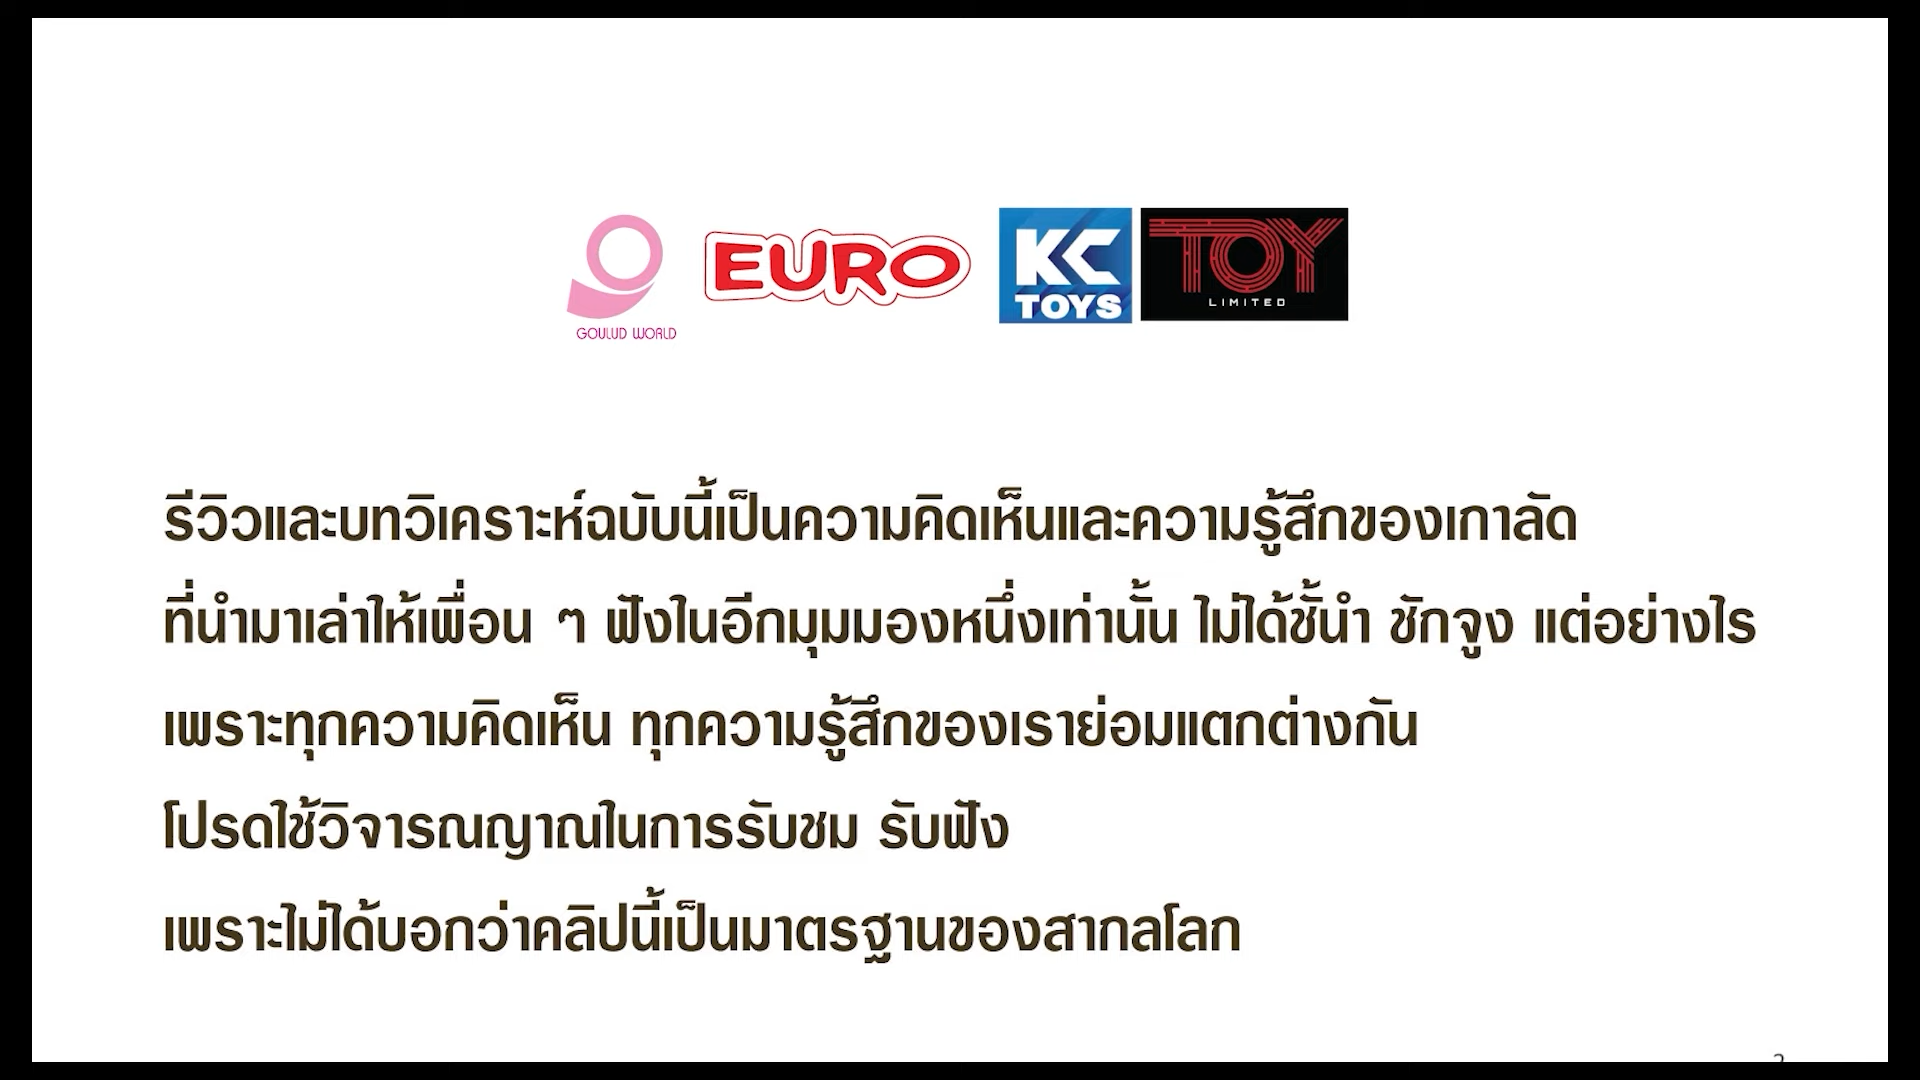 GOULUD WORLD
EURO
KC TOYS
TOY LIMITED
รีวิวและบทวิเคราะห์ฉบับนี้เป็นความคิดเห็นและความรู้สึกของเกาลัด
ที่นำมาเล่าให้เพื่อน ๆ ฟังในอีกมุมมองหนึ่งเท่านั้น ไม่ได้ชั้นำ ชักจูง แต่อย่างไร
เพราะทุกความคิดเห็น ทุกความรู้สึกของเราย่อมแตกต่างกัน
โปรดใช้วิจารณญาณในการรับชม รับฟัง
เพราะไม่ได้บอกว่าคลิปนี้เป็นมาตรฐานของสากลโลก